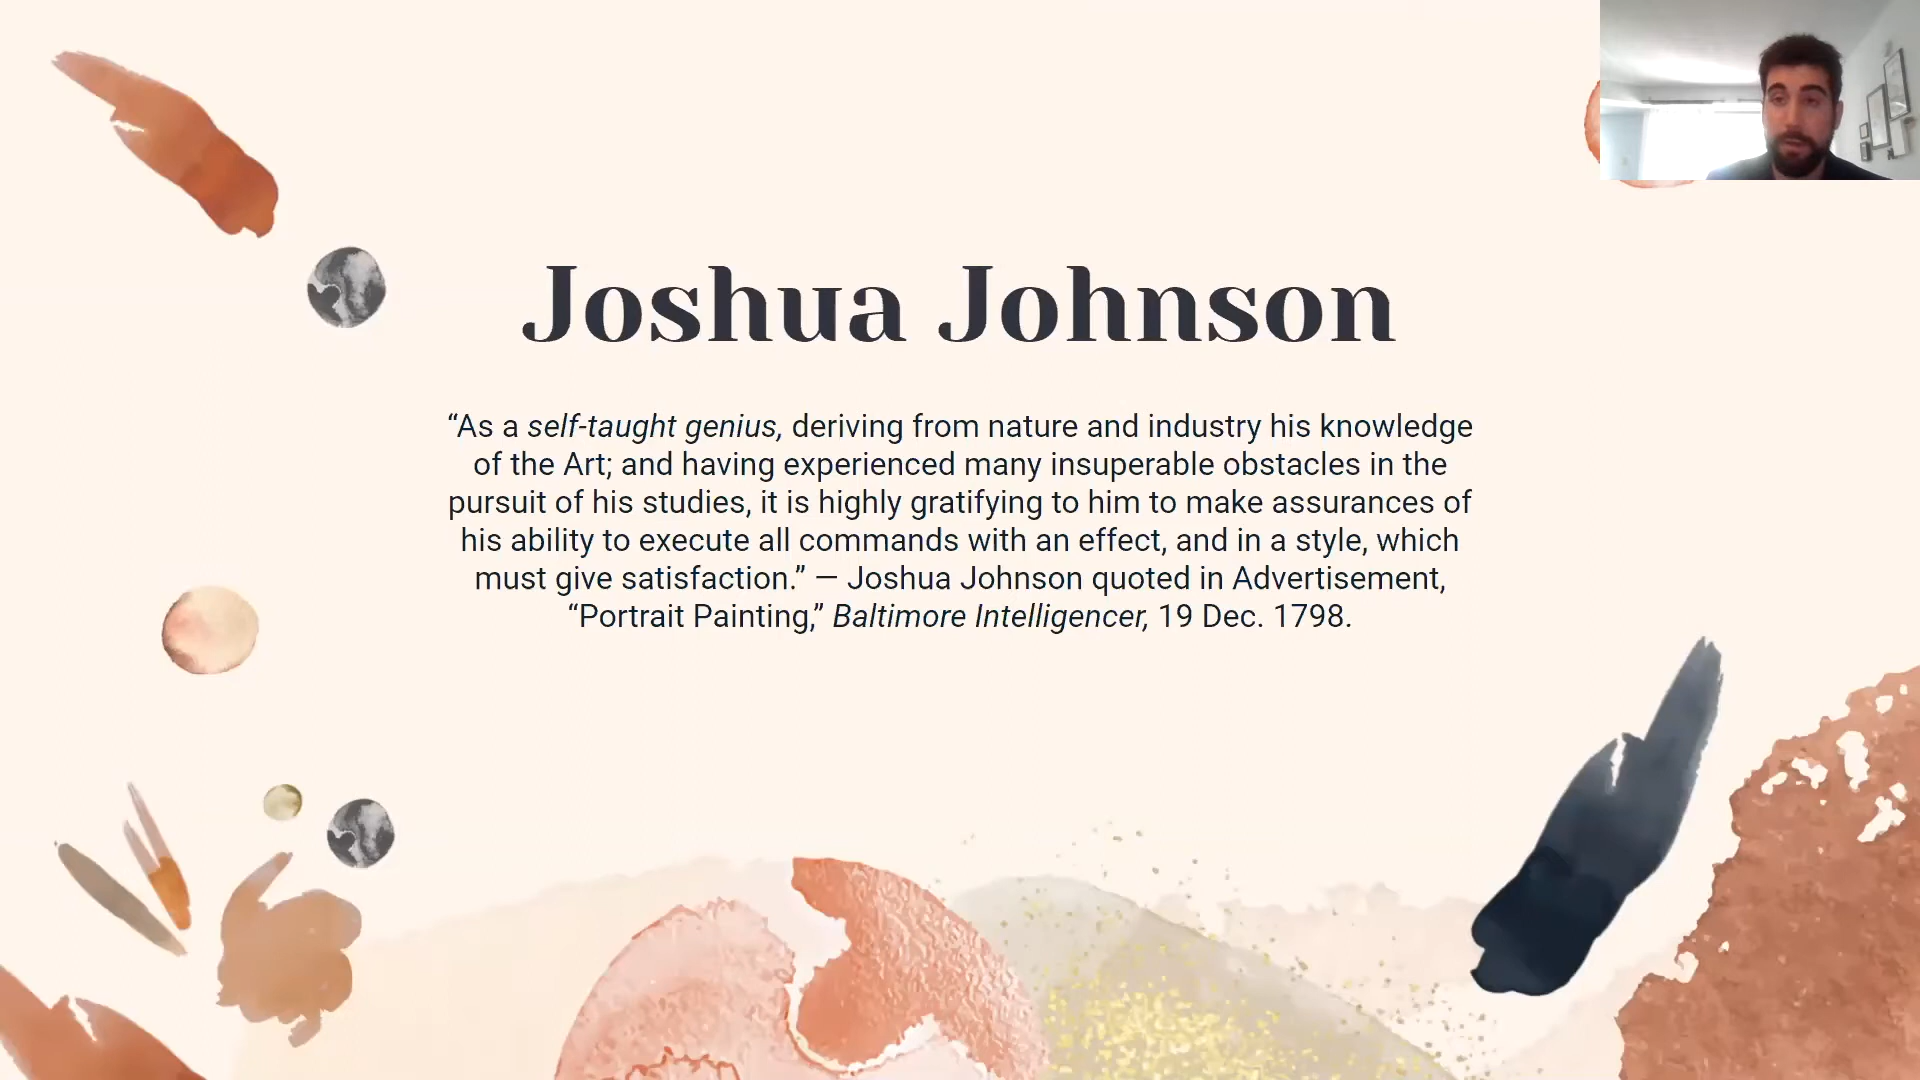 Joshua Johnson
“As a self-taught genius, deriving from nature and industry his knowledge
of the Art; and having experienced many insuperable obstacles in the
pursuit of his studies, it is highly gratifying to him to make assurances of
his ability to execute all commands with an effect, and in a style, which
must give satisfaction.” — Joshua Johnson quoted in Advertisement,
“Portrait Painting,” Baltimore Intelligencer, 19 Dec. 1798.